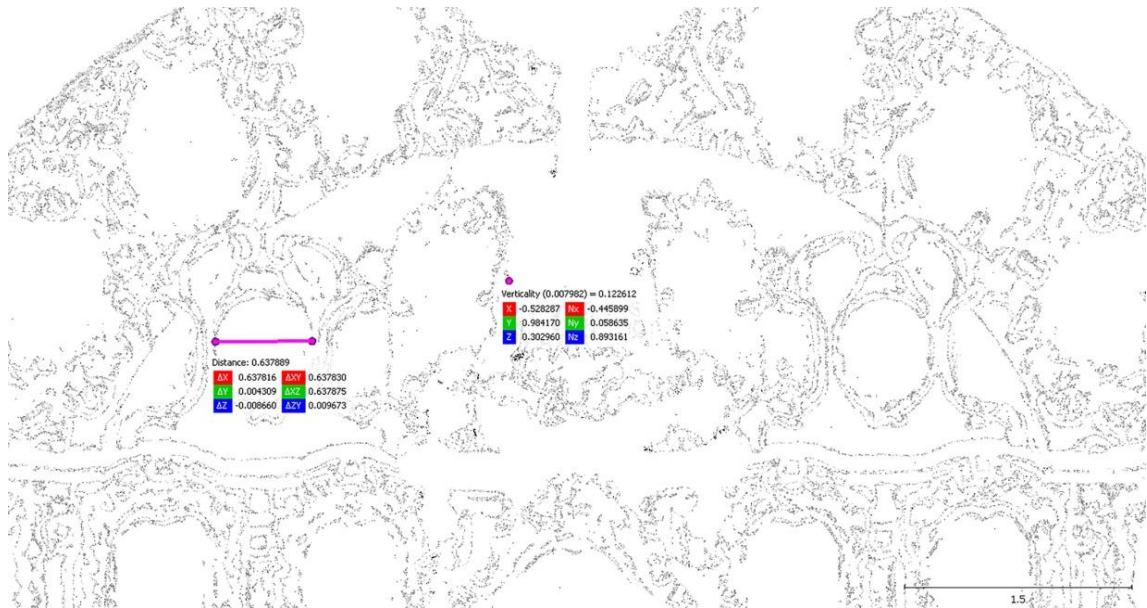 Verticality (0.007982) = 0.122612
X -0.528287 Nx -0.445899
Y 0.984170 Ny 0.058635
Z 0.302960 Nz 0.893161
Distance: 0.637889
ΔX 0.637816 ΔXY 0.637830
ΔY 0.004309 ΔXZ 0.637875
ΔZ -0.008660 ΔZY 0.009673
1.5